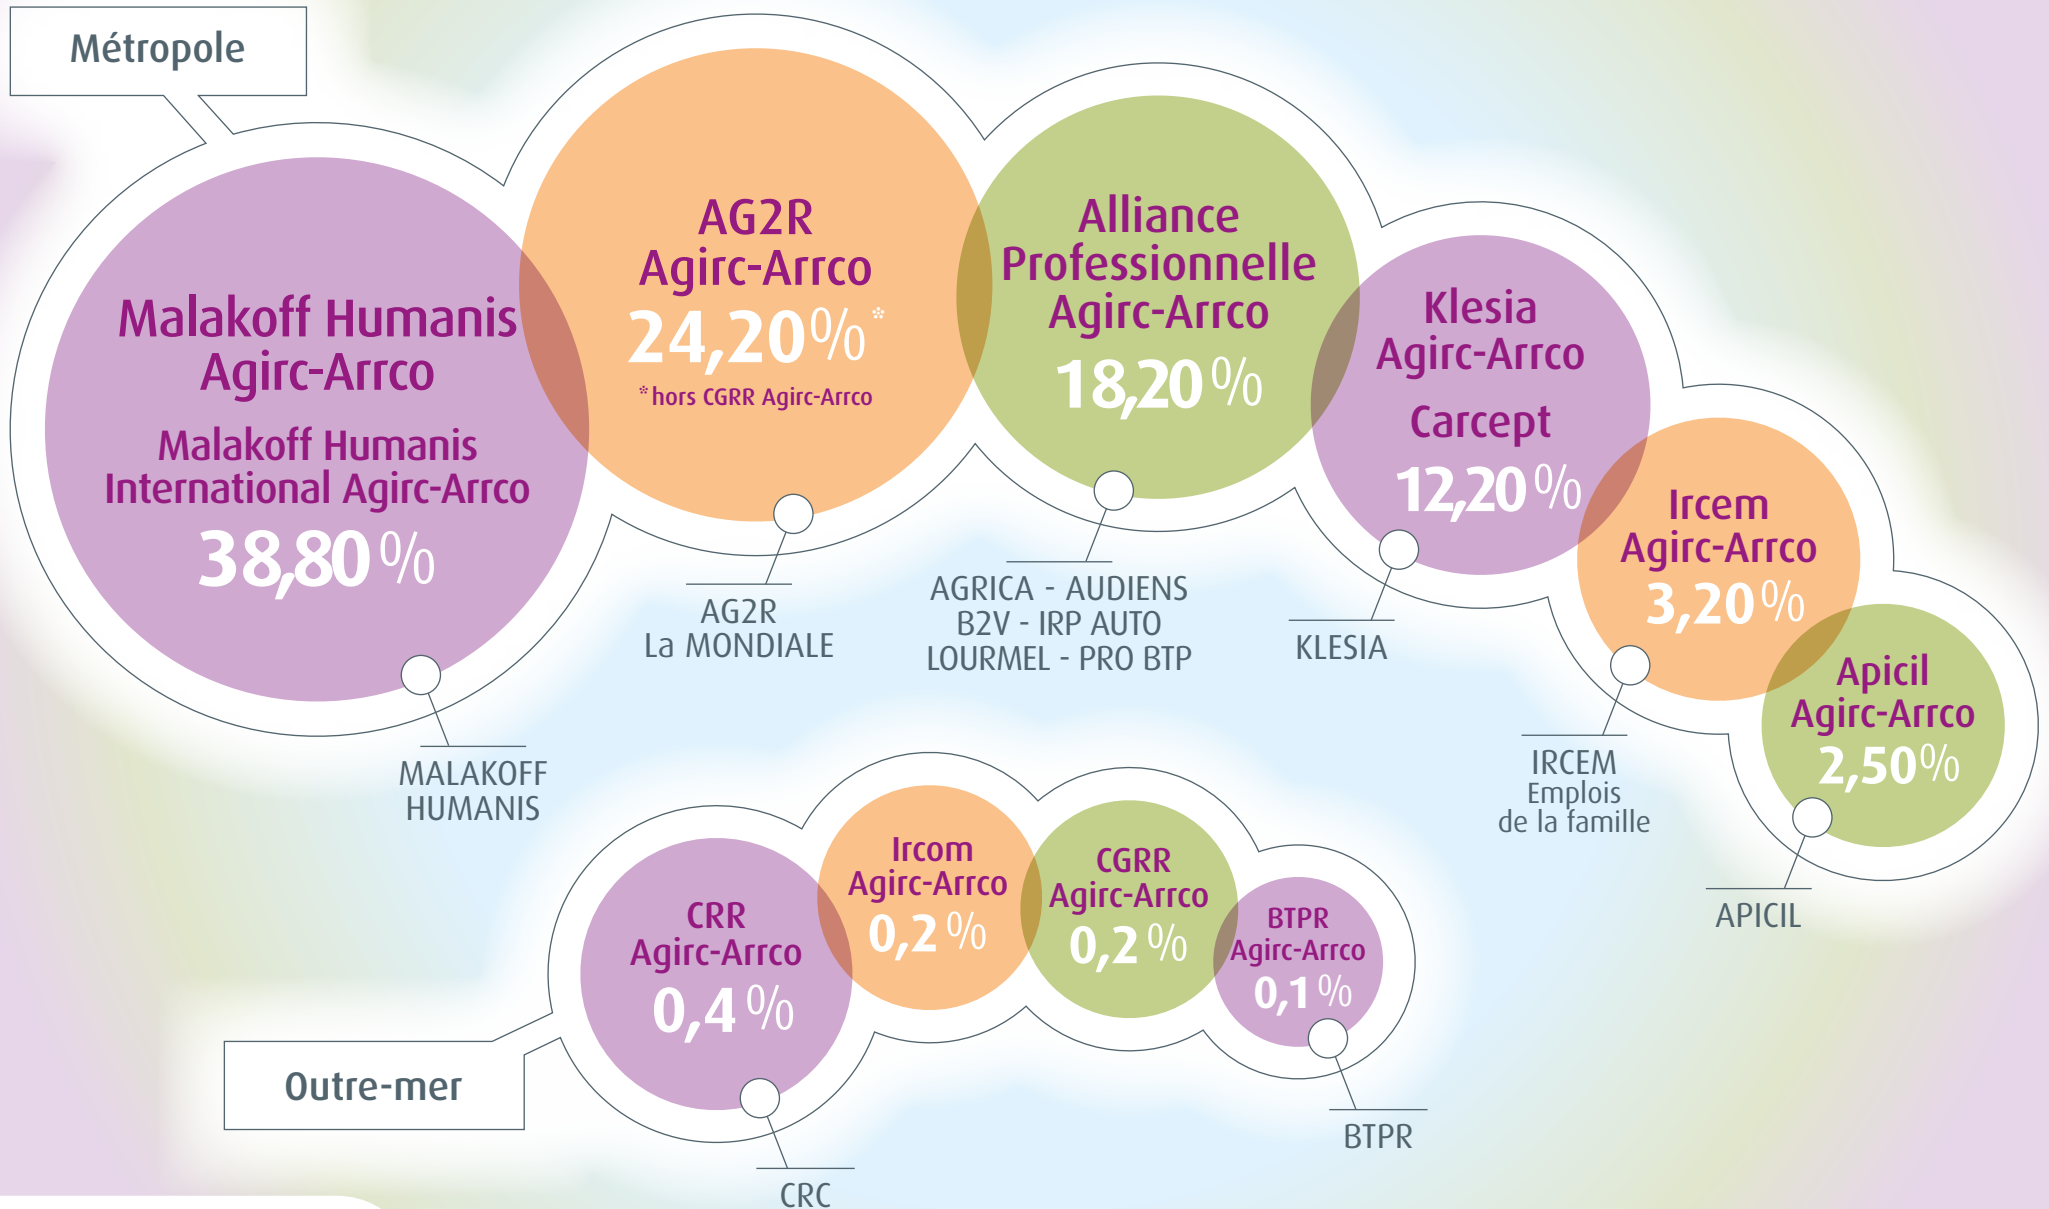 Métropole
Malakoff Humanis
Agirc-Arrco
Malakoff Humanis
International Agirc-Arrco
38,80 %
MALAKOFF
HUMANIS
AG2R
Agirc-Arrco
24,20 %*
*hors CGRR Agirc-Arrco
AG2R
La MONDIALE
Alliance
Professionnelle
Agirc-Arrco
18,20 %
AGRICA - AUDIENS
B2V - IRP AUTO
LOURMEL - PRO BTP
Klesia
Agirc-Arrco
Carcept
12,20 %
KLESIA
Ircem
Agirc-Arrco
3,20 %
IRCEM
Emplois
de la famille
Apicil
Agirc-Arrco
2,50 %
APICIL
Outre-mer
CRR
Agirc-Arrco
0,4 %
CRC
Ircom
Agirc-Arrco
0,2 %
CGRR
Agirc-Arrco
0,2 %
BTPR
Agirc-Arrco
0,1 %
BTPR